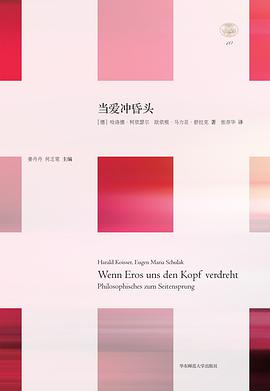 当爱冲昏头
[德] 哈洛德·柯依瑟尔 欧依根·马力亚·舒拉克 著 张存华 译
姜丹丹 何乏笔 主编
Harald Koisser, Eugen Maria Schulak
Wenn Eros uns den Kopf verdreht
Philosophisches zum Seitensprung
华东师范大学出版社